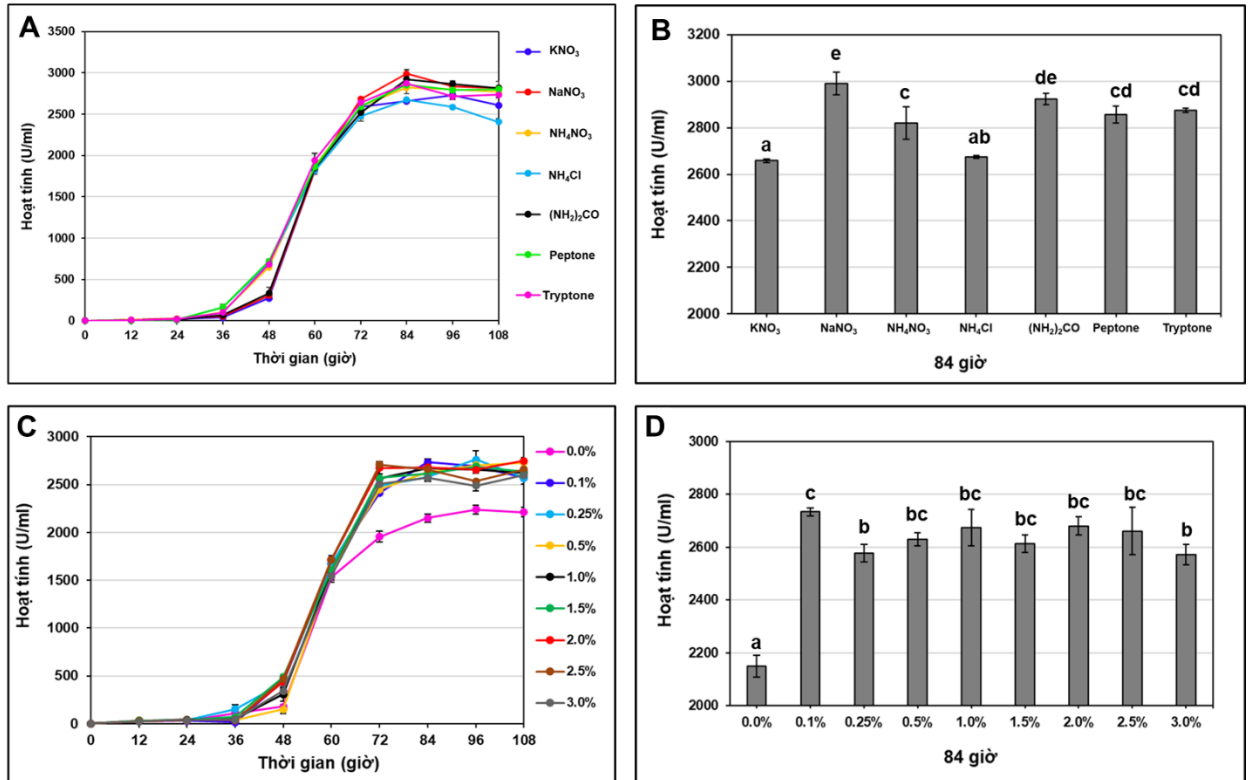 A
Hoạt tính (U/ml)
3500
3000
2500
2000
1500
1000
500
0
0 12 24 36 48 60 72 84 96 108
Thời gian (giờ)
KNO₃
NaNO₃
NH₄NO₃
NH₄Cl
(NH₂)₂CO
Peptone
Tryptone
B
Hoạt tính (U/ml)
3200
3000
2800
2600
2400
2200
2000
a e c ab de cd cd
KNO₃ NaNO₃ NH₄NO₃ NH₄Cl (NH₂)₂CO Peptone Tryptone
84 giờ
C
Hoạt tính (U/ml)
3000
2500
2000
1500
1000
500
0
0 12 24 36 48 60 72 84 96 108
Thời gian (giờ)
0.0%
0.1%
0.25%
0.5%
1.0%
1.5%
2.0%
2.5%
3.0%
D
Hoạt tính (U/ml)
3000
2800
2600
2400
2200
2000
a c b bc bc bc bc bc b
0.0% 0.1% 0.25% 0.5% 1.0% 1.5% 2.0% 2.5% 3.0%
84 giờ